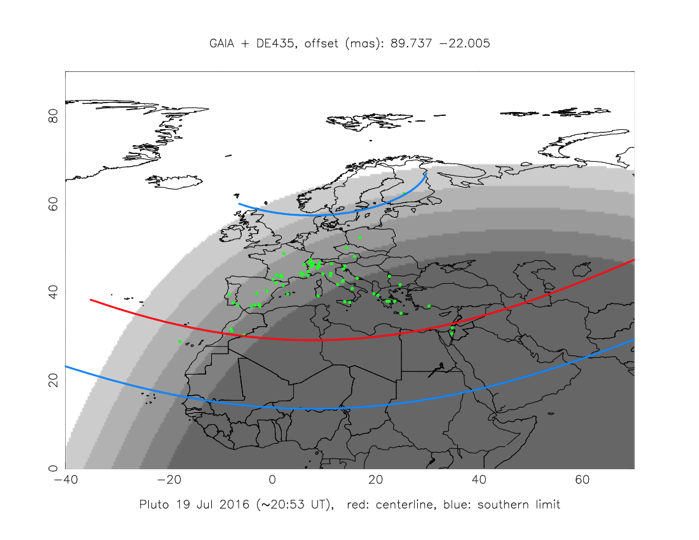 GAIA + DE435, offset (mas): 89.737 −22.005
80
60
40
20
0
−40 −20 0 20 40 60
Pluto 19 Jul 2016 (~20:53 UT), red: centerline, blue: southern limit